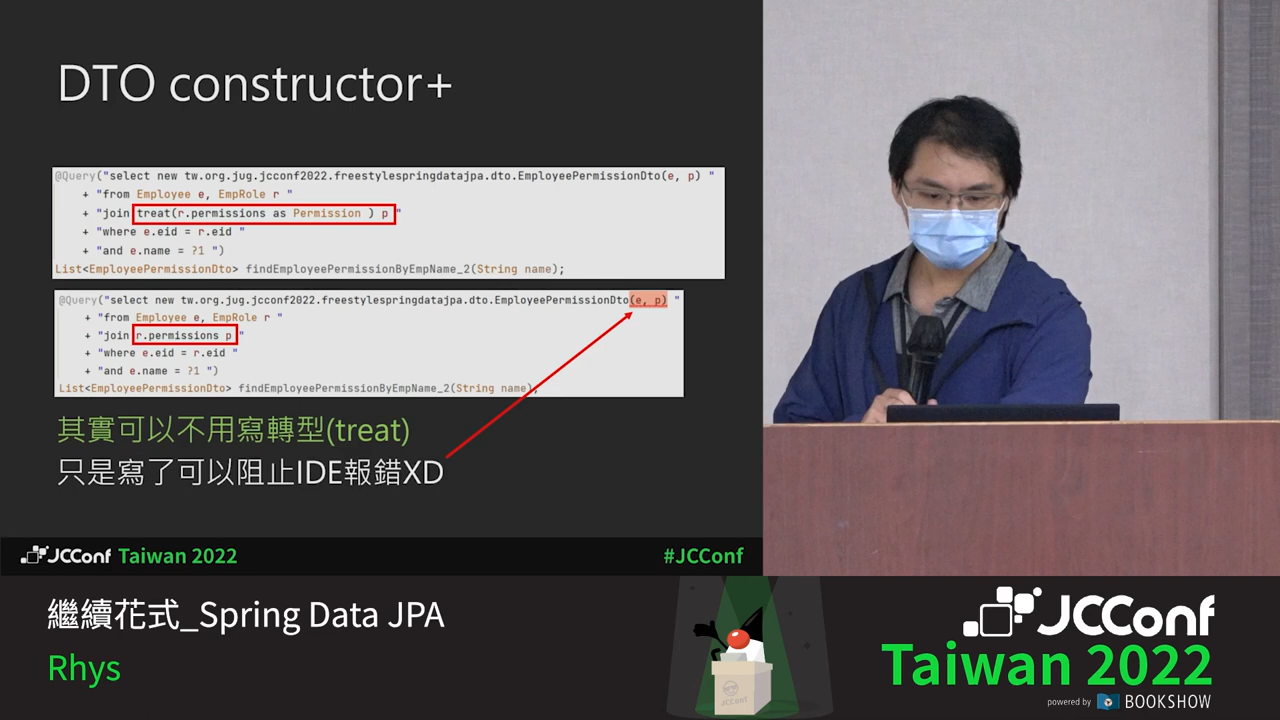 DTO constructor+
@Query("select new tw.org.jug.jcconf2022.freestylespringdatajpa.dto.EmployeePermissionDto(e, p) "
+ "from Employee e, EmpRole r "
+ "join treat(r.permissions as Permission ) p "
+ "where e.eid = r.eid "
+ "and e.name = ?1 ")
List<EmployeePermissionDto> findEmployeePermissionByEmpName_2(String name);
@Query("select new tw.org.jug.jcconf2022.freestylespringdatajpa.dto.EmployeePermissionDto(e, p) "
+ "from Employee e, EmpRole r "
+ "join r.permissions p "
+ "where e.eid = r.eid "
+ "and e.name = ?1 ")
List<EmployeePermissionDto> findEmployeePermissionByEmpName_2(String name);
其實可以不用寫轉型(treat)
只是寫了可以阻止IDE報錯XD
JCConf Taiwan 2022
#JCConf
繼續花式_Spring Data JPA
Rhys
JCConf
JCConf
Taiwan 2022
powered by BOOKSHOW